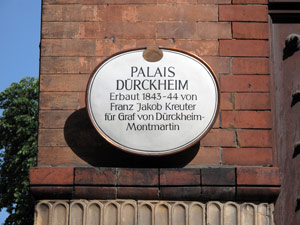 PALAIS
DÜRCKHEIM
Erbaut 1843-44 von
Franz Jakob Kreuter
für Graf von Dürckheim-
Montmartin